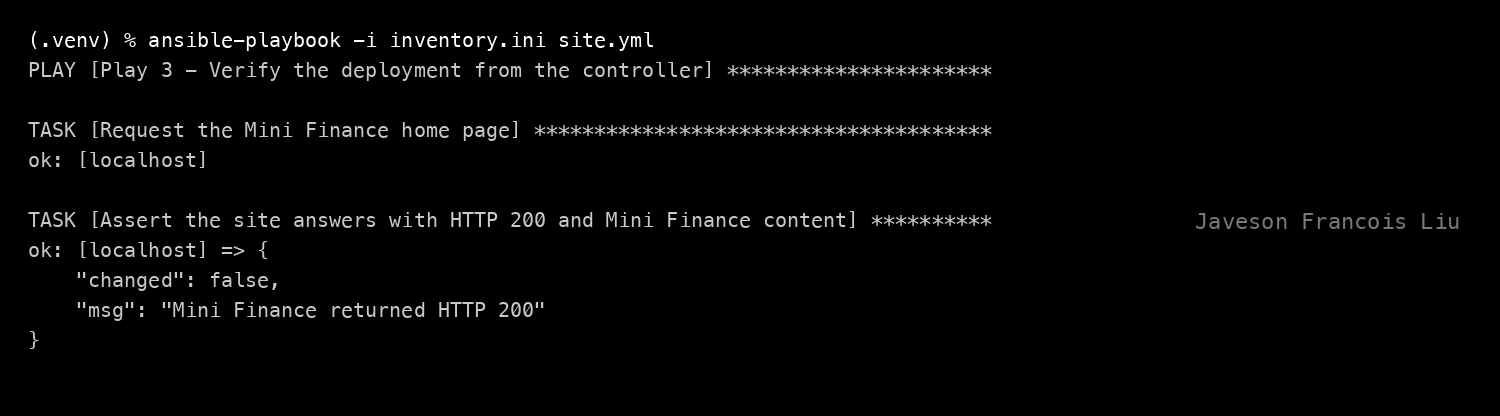 (.venv) % ansible-playbook -i inventory.ini site.yml
PLAY [Play 3 - Verify the deployment from the controller] **********************
TASK [Request the Mini Finance home page] **************************************
ok: [localhost]
TASK [Assert the site answers with HTTP 200 and Mini Finance content] **********
Javeson Francois Liu
ok: [localhost] => {
    "changed": false,
    "msg": "Mini Finance returned HTTP 200"
}